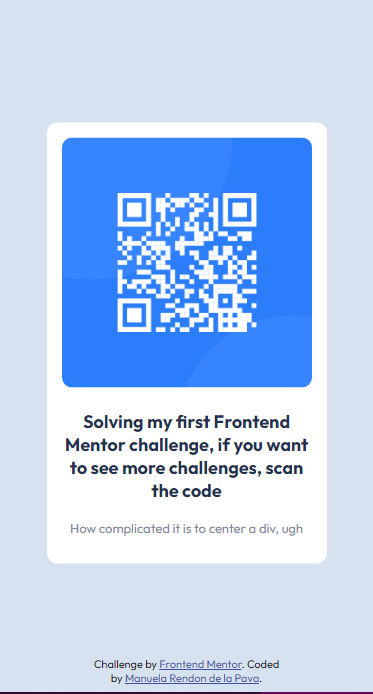 Solving my first Frontend
Mentor challenge, if you want
to see more challenges, scan
the code
How complicated it is to center a div, ugh
Challenge by Frontend Mentor. Coded
by Manuela Rendon de la Pava.